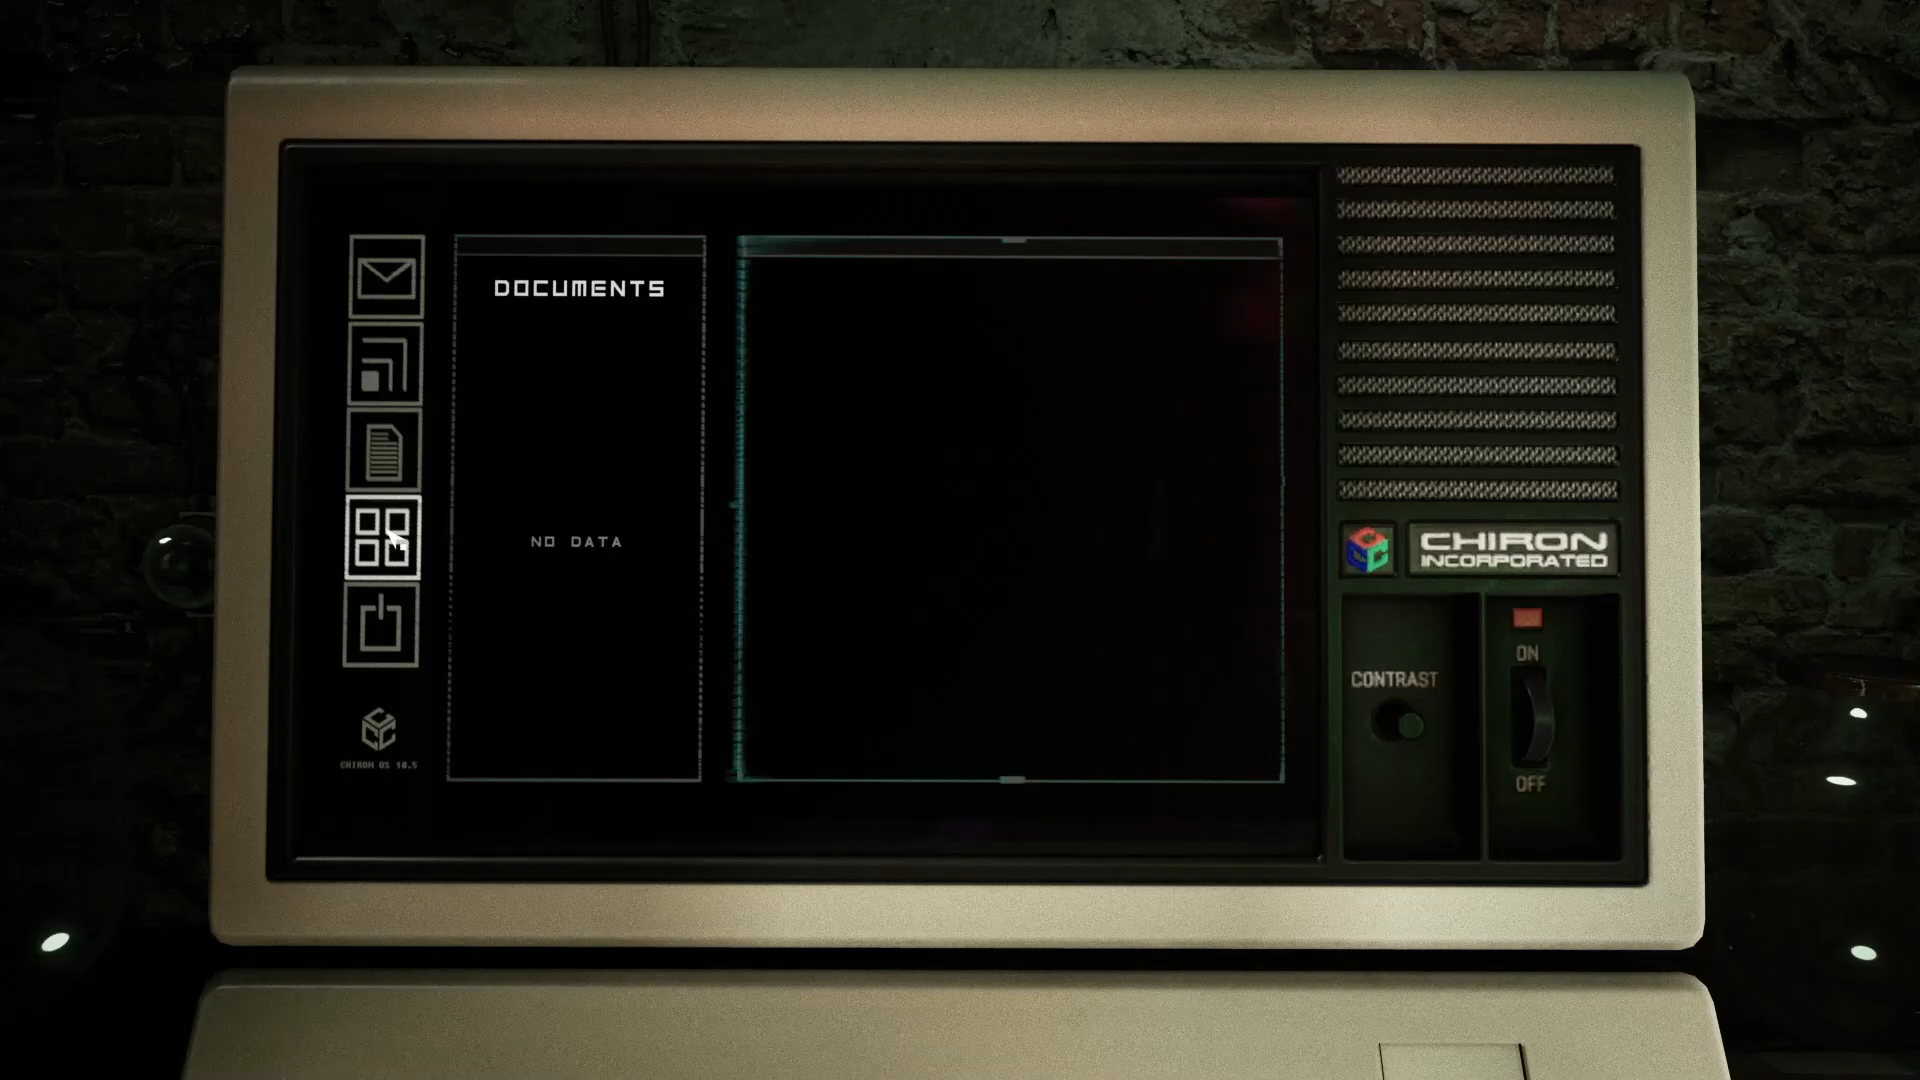 DOCUMENTS
NO DATA
CHIRON OS 10.5
CHIRON
INCORPORATED
CONTRAST
ON
OFF